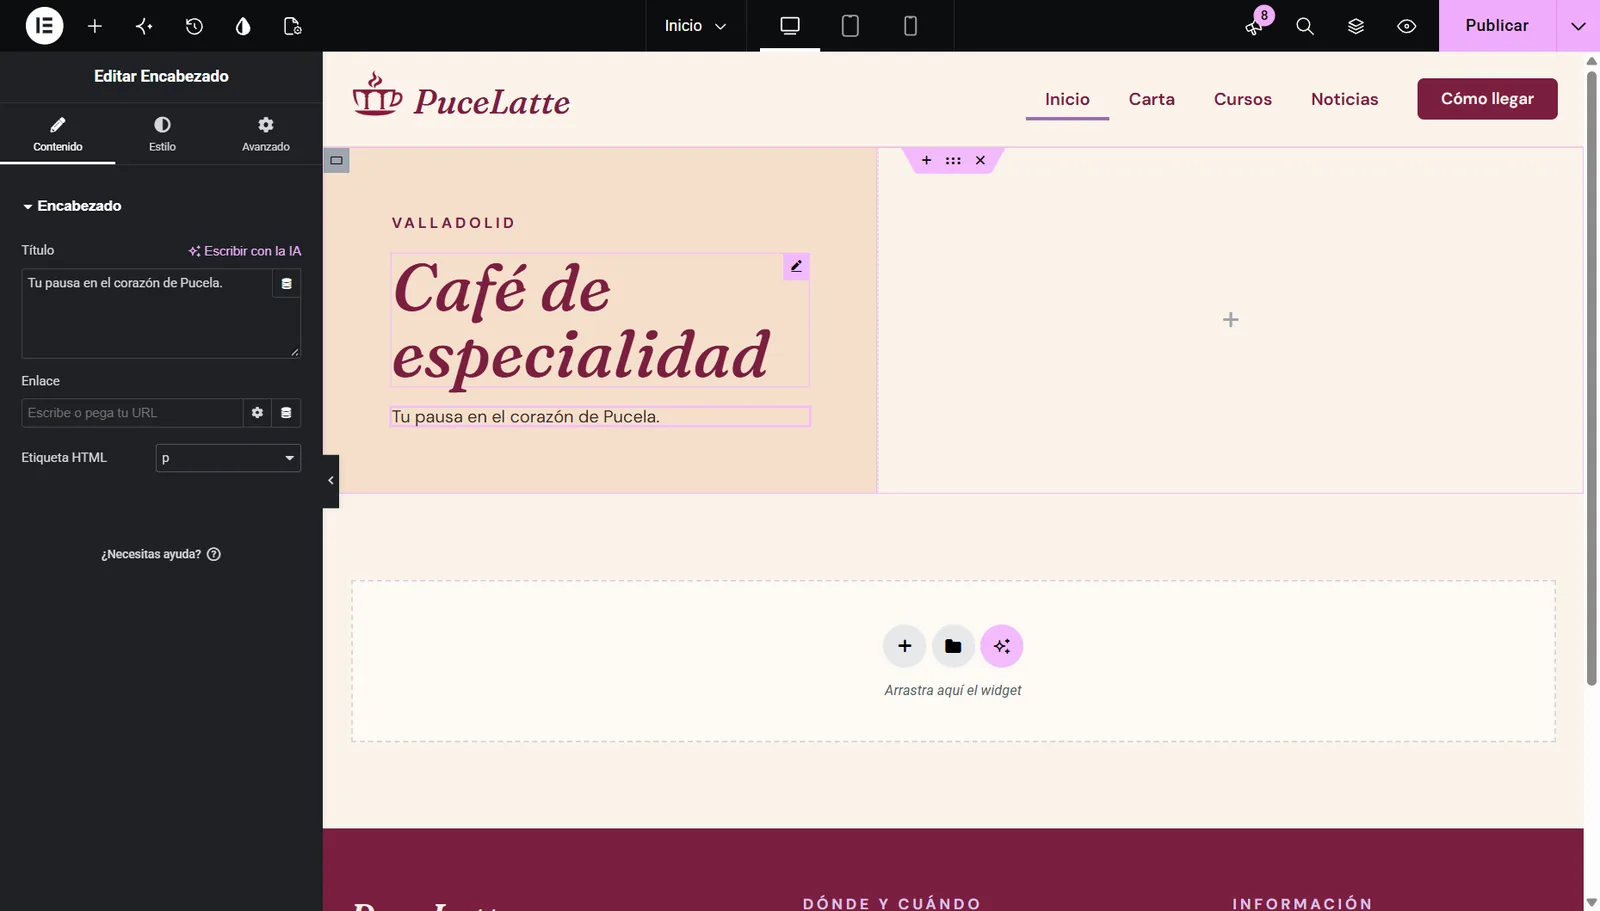 Inicio
8
Publicar
Editar Encabezado
Contenido
Estilo
Avanzado
Encabezado
Título
Escribir con la IA
Tu pausa en el corazón de Pucela.
Enlace
Escribe o pega tu URL
Etiqueta HTML
p
¿Necesitas ayuda?
PuceLatte
Inicio
Carta
Cursos
Noticias
Cómo llegar
VALLADOLID
Café de
especialidad
Tu pausa en el corazón de Pucela.
Arrastra aquí el widget
PuceLatte
DÓNDE Y CUÁNDO
INFORMACIÓN